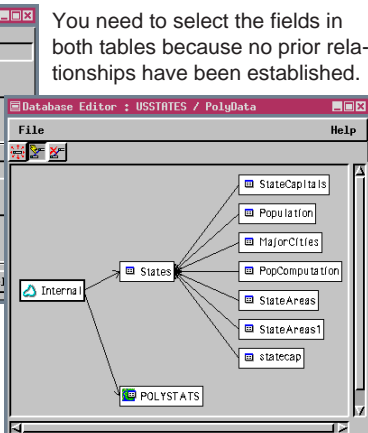 You need to select the fields in
both tables because no prior rela-
tionships have been established.
Database Editor : USSTATES / PolyData
File Help
StateCapitals
Population
MajorCities
PopComputation
StateAreas
StateAreas1
statecap
States
Internal
POLYSTATS